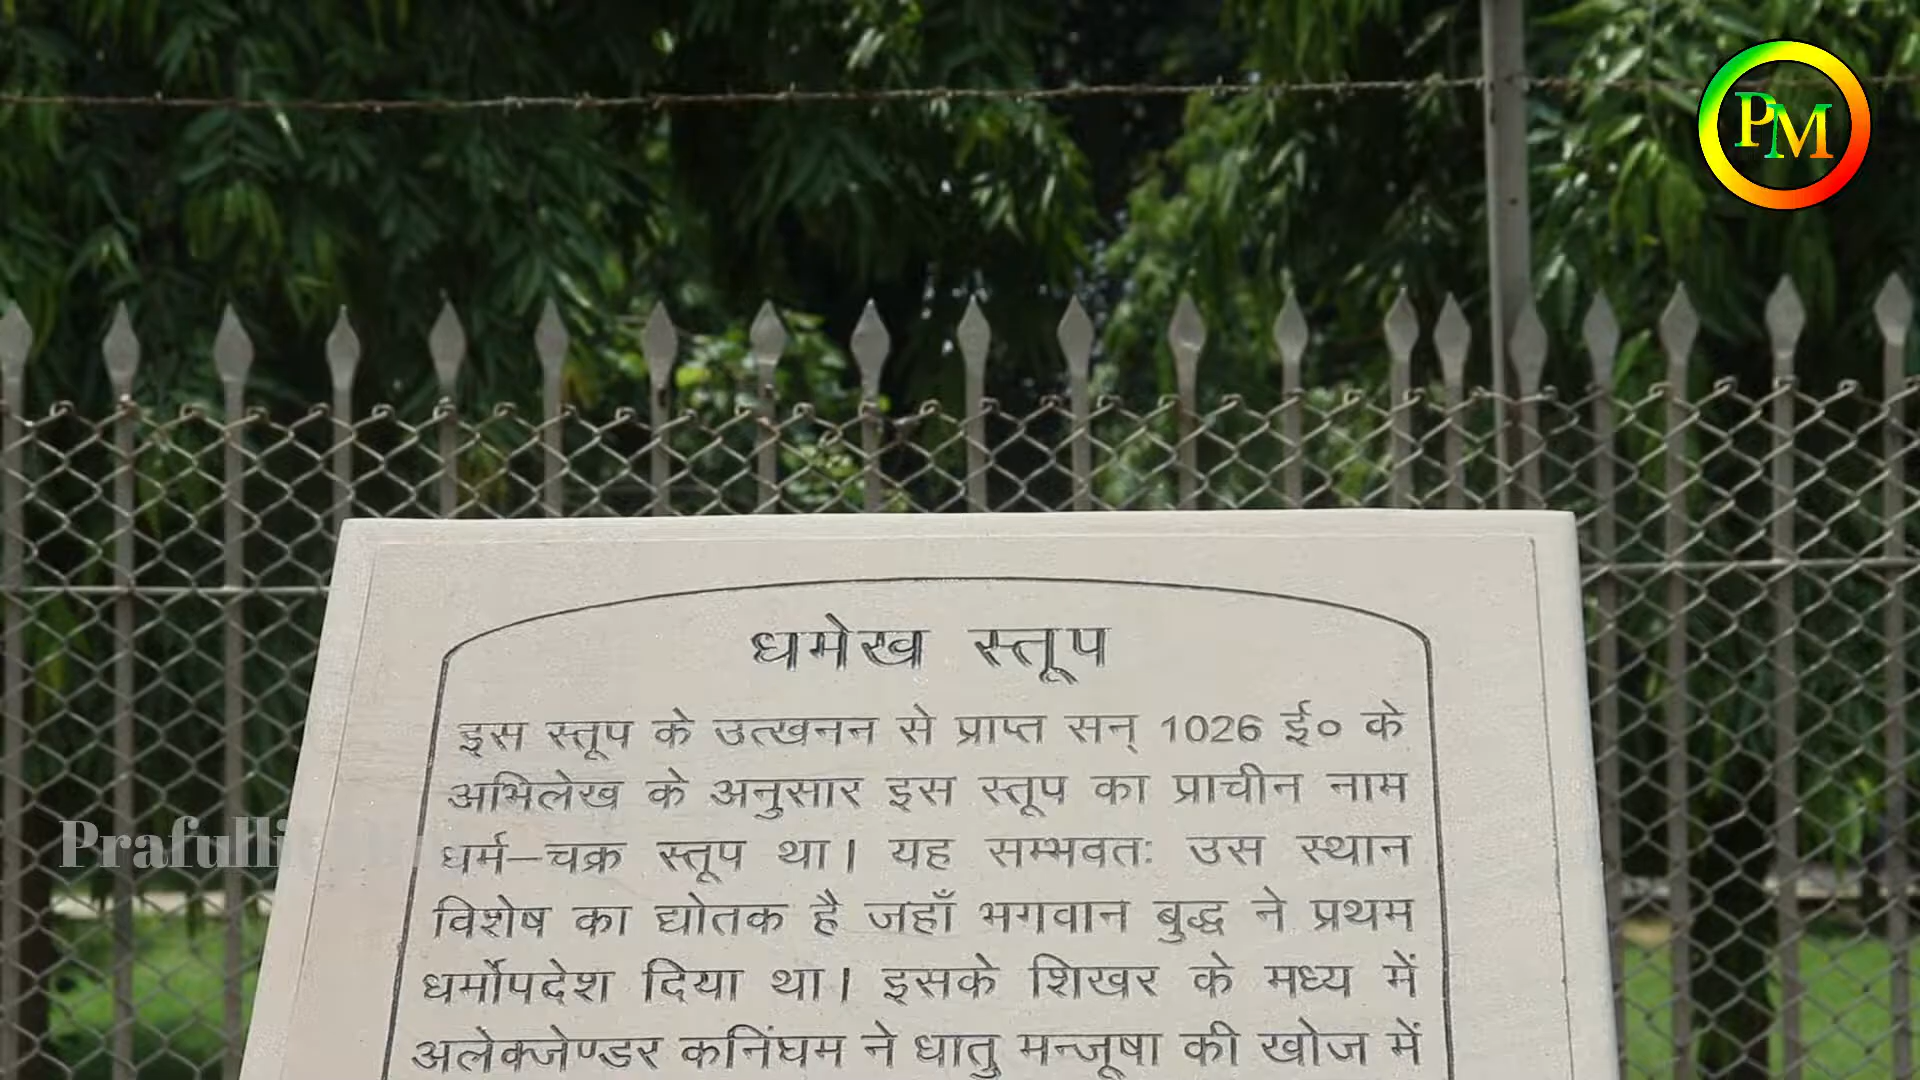 PM
धमेख स्तूप
इस स्तूप के उत्खनन से प्राप्त सन् 1026 ई० के
अभिलेख के अनुसार इस स्तूप का प्राचीन नाम
धर्म–चक्र स्तूप था। यह सम्भवतः उस स्थान
विशेष का द्योतक है जहाँ भगवान बुद्ध ने प्रथम
धर्मोपदेश दिया था। इसके शिखर के मध्य में
अलेक्जेण्डर कनिंघम ने धातु मन्जूषा की खोज में